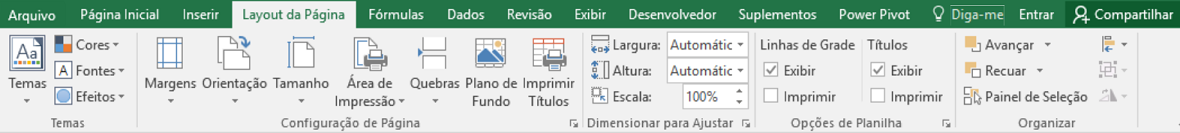 Arquivo Página Inicial Inserir Layout da Página Fórmulas Dados Revisão Exibir Desenvolvedor Suplementos Power Pivot Diga-me Entrar Compartilhar
Aa Cores Largura: Automátic Linhas de Grade Títulos Avançar
A Fontes Altura: Automátic Exibir Exibir Recuar
Temas Margens Orientação Tamanho Área de Impressão Quebras Plano de Fundo Imprimir Títulos
Efeitos Escala: 100% Imprimir Imprimir Painel de Seleção
Temas Configuração de Página Dimensionar para Ajustar Opções de Planilha Organizar